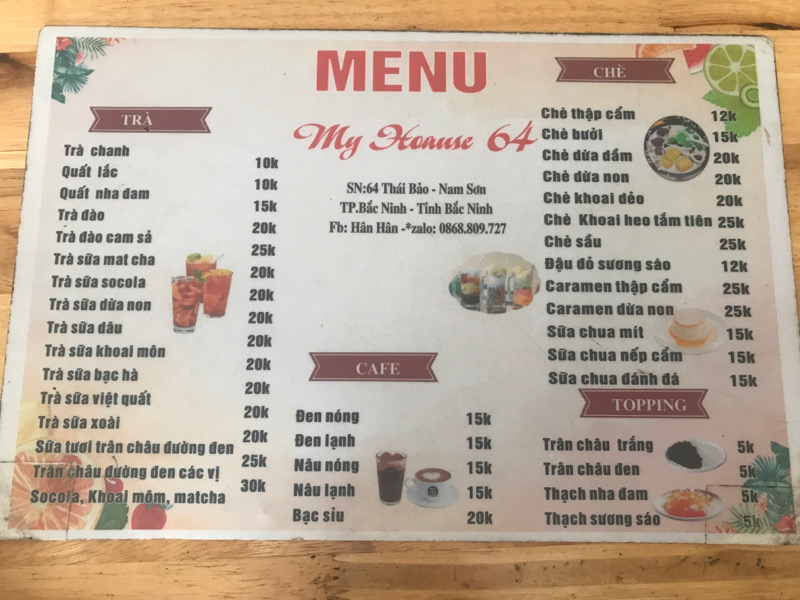 MENU
My Honuse 64
SN:64 Thái Bảo - Nam Sơn
TP.Bắc Ninh - Tỉnh Bắc Ninh
Fb: Hân Hân -*zalo: 0868.809.727
TRÀ
Trà chanh 10k
Quất lắc 10k
Quất nha đam 15k
Trà đào 20k
Trà đào cam sả 25k
Trà sữa mat cha 20k
Trà sữa socola 20k
Trà sữa dừa non 20k
Trà sữa dâu 20k
Trà sữa khoai môn 20k
Trà sữa bạc hà 20k
Trà sữa việt quất 20k
Trà sữa xoài 20k
Sữa tươi trân châu đường đen 25k
Trân châu đường đen các vị 30k
Socola, Khoai môm, matcha
CAFE
Đen nóng 15k
Đen lạnh 15k
Nâu nóng 15k
Nâu lạnh 15k
Bạc siu 20k
CHÈ
Chè thập cẩm 12k
Chè bưởi 15k
Chè dừa dầm 20k
Chè dừa non 20k
Chè khoai dẻo 20k
Chè Khoai heo tầm tiên 25k
Chè sầu 25k
Đậu đỏ sương sáo 12k
Caramen thập cẩm 25k
Caramen dừa non 25k
Sữa chua mít 15k
Sữa chua nếp cẩm 15k
Sữa chua đánh đá 15k
TOPPING
Trân châu trắng 5k
Trân châu đen 5k
Thạch nha đam 5k
Thạch sương sáo 5k